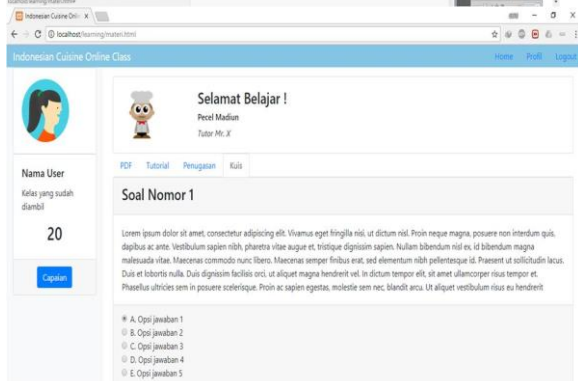 Indonesian Cuisine Onlin
localhost/learning/materi.html
Indonesian Cuisine Online Class
Home Profil Logout
Nama User
Kelas yang sudah
diambil
20
Capaian
Selamat Belajar !
Pecel Madiun
Tutor Mr. X
PDF Tutorial Penugasan Kuis
Soal Nomor 1
Lorem ipsum dolor sit amet, consectetur adipiscing elit. Vivamus eget fringilla nisi, ut dictum nisl. Proin neque magna, posuere non interdum quis,
dapibus ac ante. Vestibulum sapien nibh, pharetra vitae augue et, tristique dignissim sapien. Nullam bibendum nisl ex, id bibendum magna
malesuada vitae. Maecenas commodo nunc libero. Maecenas semper finibus erat, sed elementum nibh pellentesque id. Praesent ut sollicitudin lacus.
Duis et lobortis nulla. Duis dignissim facilisis orci, ut aliquet magna hendrerit vel. In dictum tempor elit, sit amet ullamcorper risus tempor et.
Phasellus ultricies sem in posuere scelerisque. Proin ac sapien egestas, molestie sem nec, blandit arcu. Ut aliquet vestibulum risus eu hendrerit
A. Opsi jawaban 1
B. Opsi jawaban 2
C. Opsi jawaban 3
D. Opsi jawaban 4
E. Opsi jawaban 5